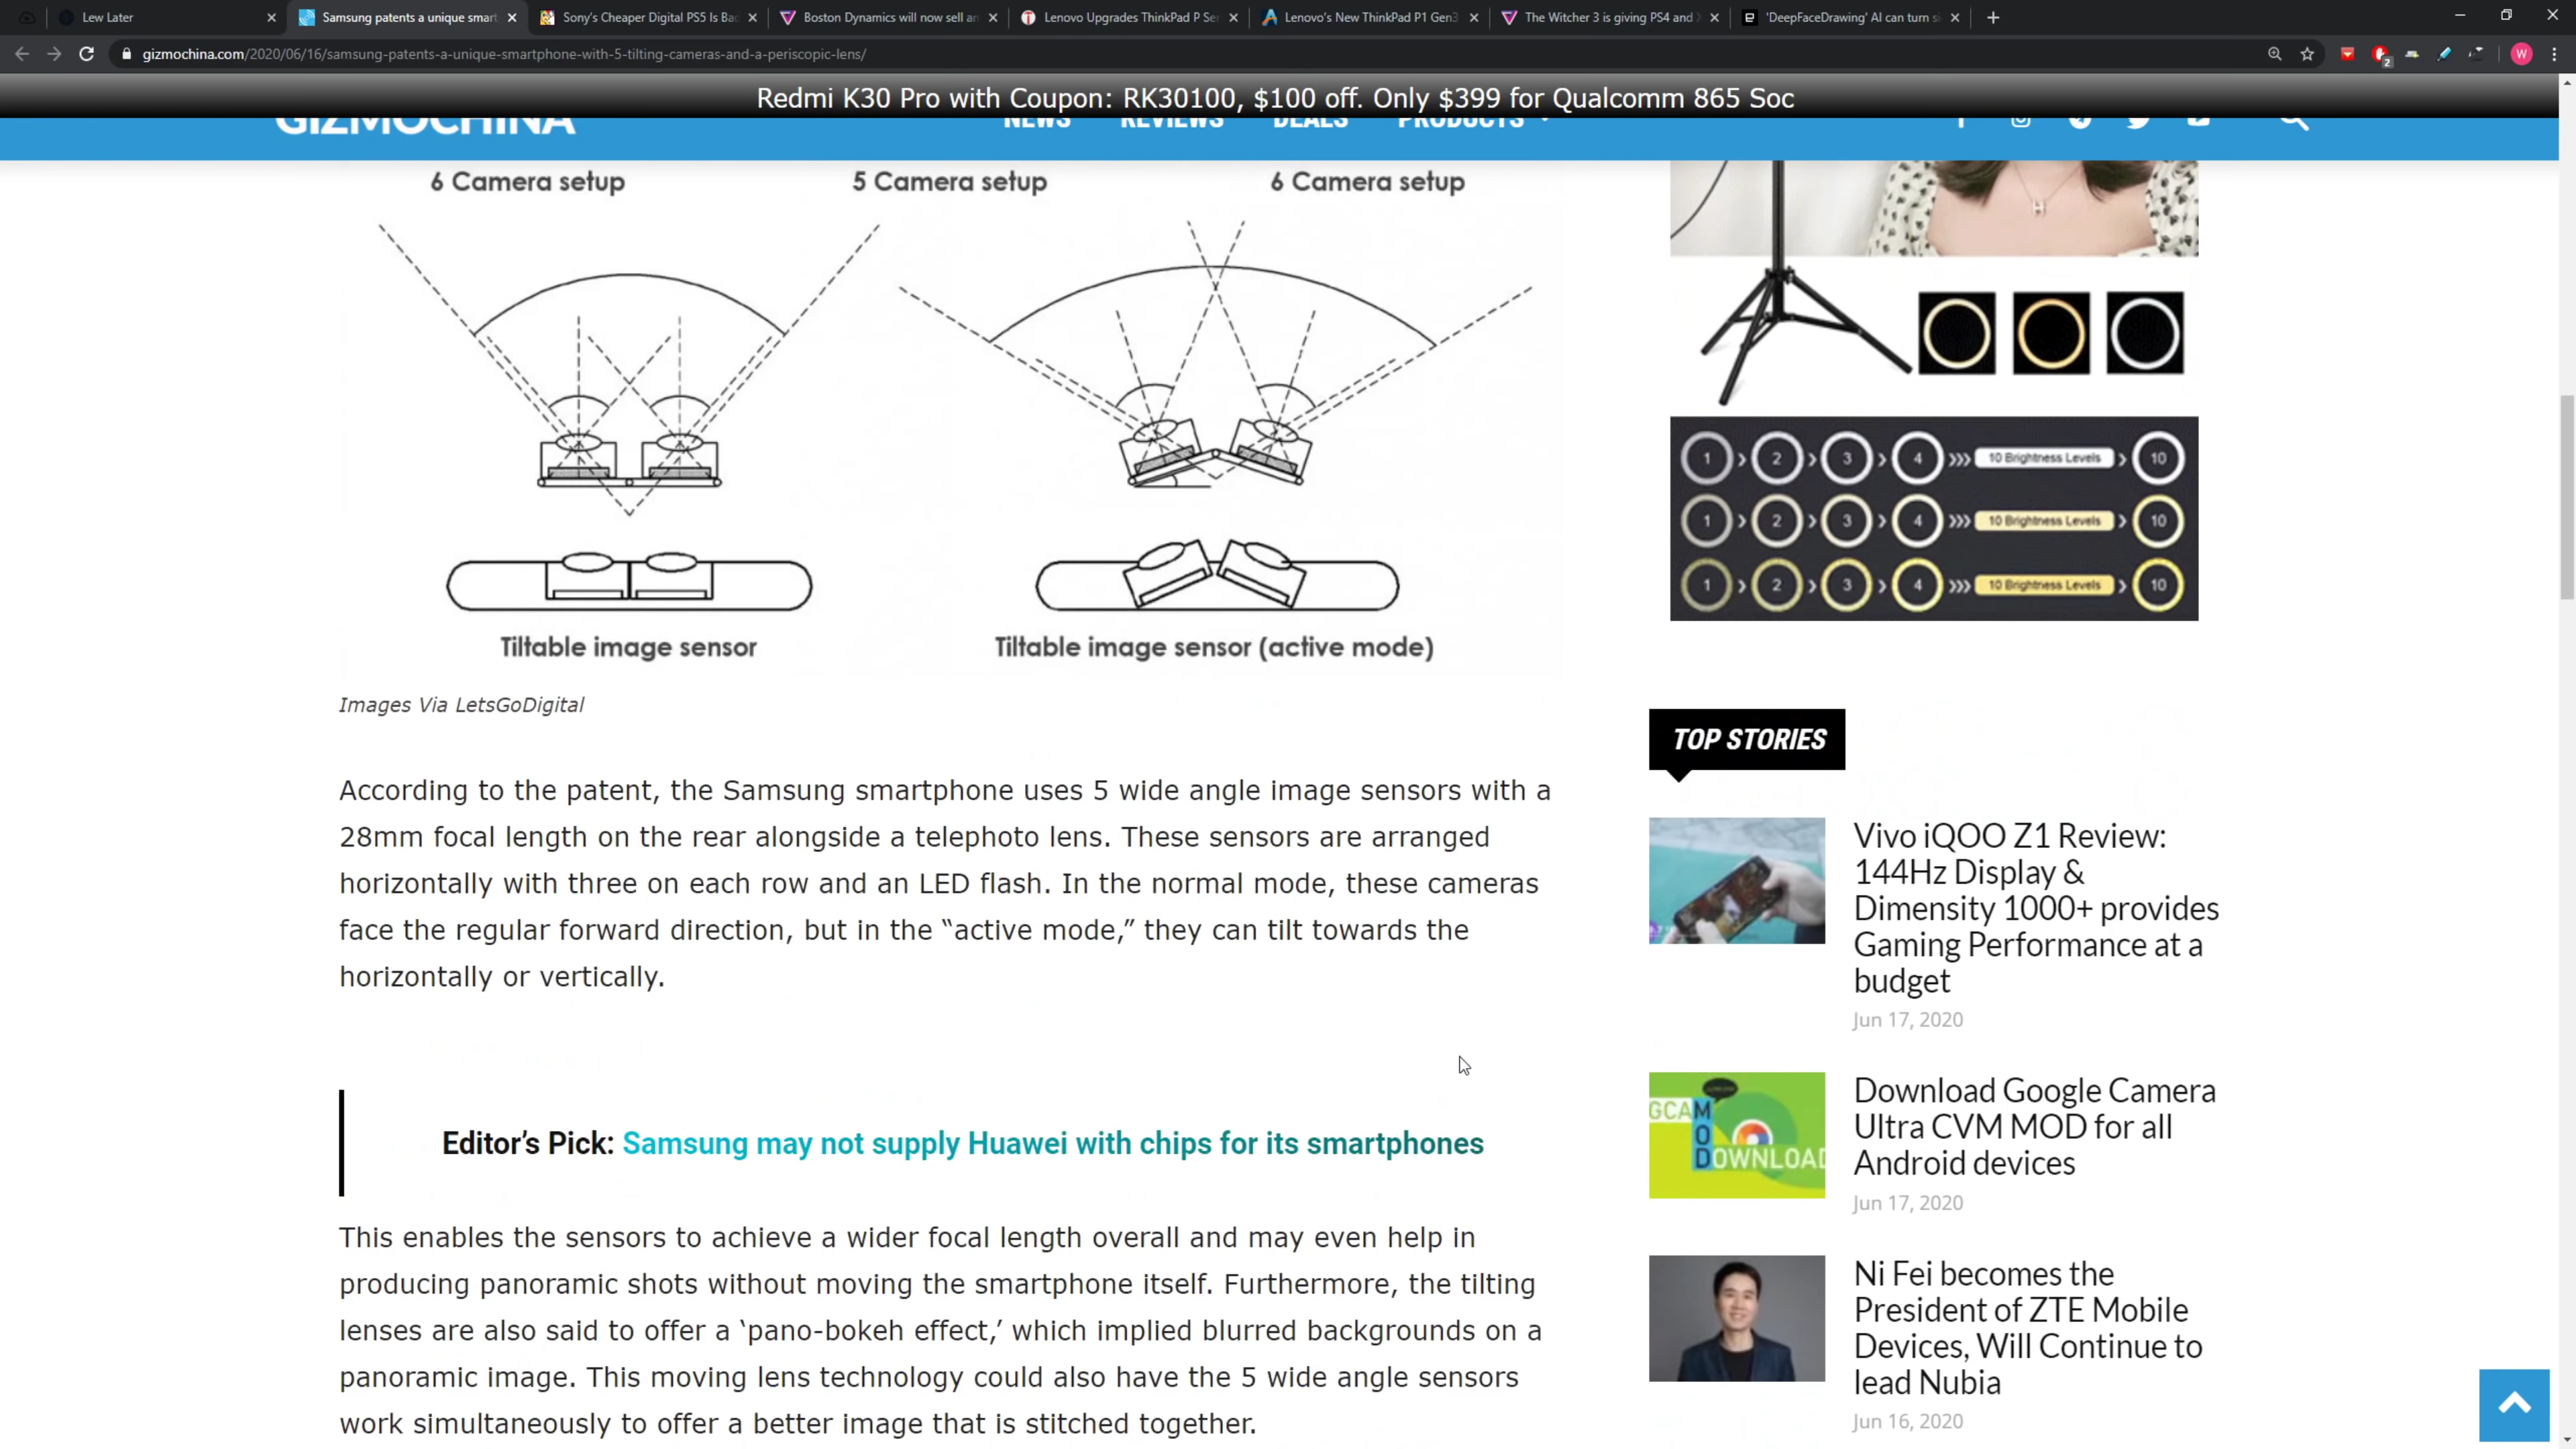 Lew Later
Samsung patents a unique smart
Sony's Cheaper Digital PS5 Is Bac
Boston Dynamics will now sell an
Lenovo Upgrades ThinkPad P Se
Lenovo's New ThinkPad P1 Gen3
The Witcher 3 is giving PS4 and X
'DeepFaceDrawing' AI can turn s
gizmochina.com/2020/06/16/samsung-patents-a-unique-smartphone-with-5-tilting-cameras-and-a-periscopic-lens/
2
W
Redmi K30 Pro with Coupon: RK30100, $100 off. Only $399 for Qualcomm 865 Soc
GIZMOCHINA
NEWS REVIEWS DEALS PRODUCTS
6 Camera setup
5 Camera setup
6 Camera setup
Tiltable image sensor
Tiltable image sensor (active mode)
Images Via LetsGoDigital
According to the patent, the Samsung smartphone uses 5 wide angle image sensors with a
28mm focal length on the rear alongside a telephoto lens. These sensors are arranged
horizontally with three on each row and an LED flash. In the normal mode, these cameras
face the regular forward direction, but in the “active mode,” they can tilt towards the
horizontally or vertically.
Editor’s Pick: Samsung may not supply Huawei with chips for its smartphones
This enables the sensors to achieve a wider focal length overall and may even help in
producing panoramic shots without moving the smartphone itself. Furthermore, the tilting
lenses are also said to offer a ‘pano-bokeh effect,’ which implied blurred backgrounds on a
panoramic image. This moving lens technology could also have the 5 wide angle sensors
work simultaneously to offer a better image that is stitched together.
H
1 2 3 4 10 Brightness Levels 10
1 2 3 4 10 Brightness Levels 10
1 2 3 4 10 Brightness Levels 10
TOP STORIES
Vivo iQOO Z1 Review:
144Hz Display &
Dimensity 1000+ provides
Gaming Performance at a
budget
Jun 17, 2020
GCAM
MOD
DOWNLOAD
Download Google Camera
Ultra CVM MOD for all
Android devices
Jun 17, 2020
Ni Fei becomes the
President of ZTE Mobile
Devices, Will Continue to
lead Nubia
Jun 16, 2020